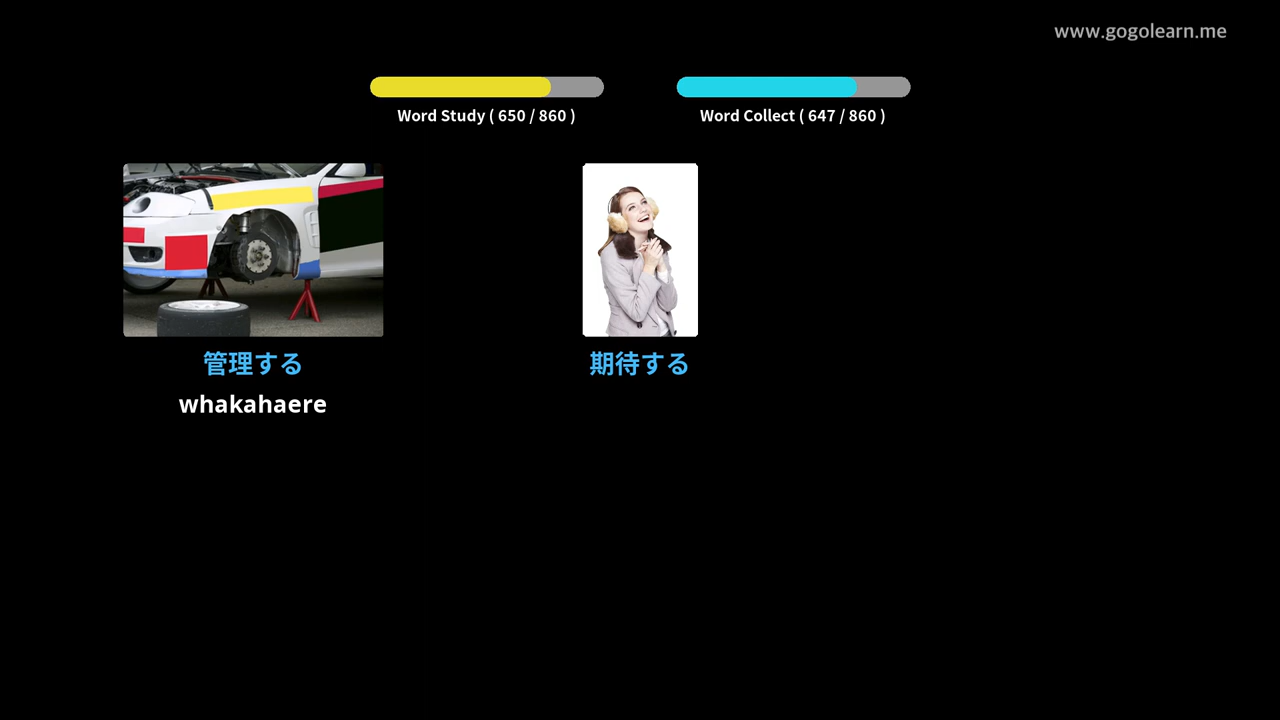 www.gogolearn.me
Word Study ( 650 / 860 )
Word Collect ( 647 / 860 )
管理する
期待する
whakahaere